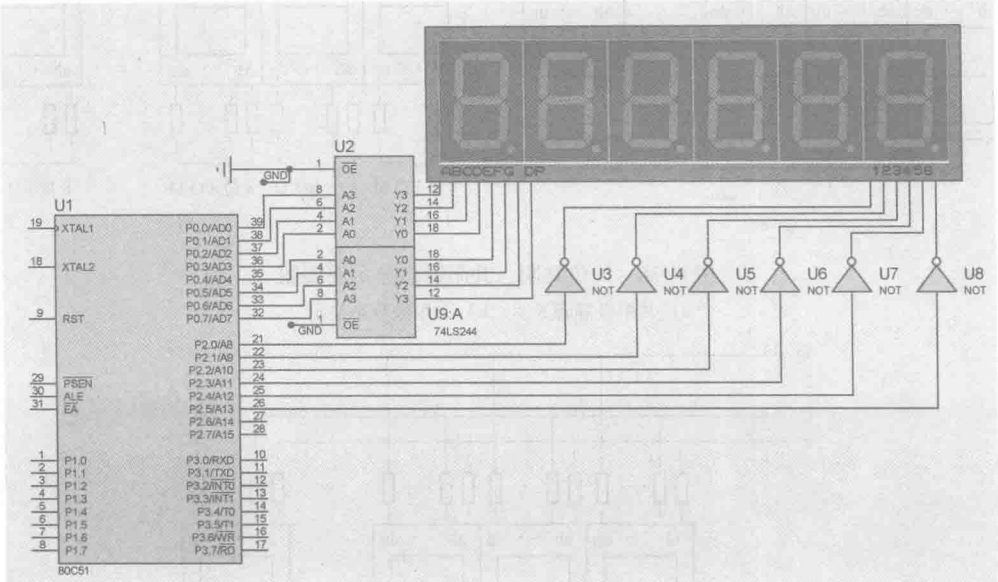 U1
19
XTAL1
18
XTAL2
9
RST
29
PSEN
30
ALE
31
EA
1
P1.0
2
P1.1
3
P1.2
4
P1.3
5
P1.4
6
P1.5
7
P1.6
8
P1.7
80C51
P0.0/AD0
39
P0.1/AD1
38
P0.2/AD2
37
P0.3/AD3
36
P0.4/AD4
35
P0.5/AD5
34
P0.6/AD6
33
P0.7/AD7
32
P2.0/A8
21
P2.1/A9
22
P2.2/A10
23
P2.3/A11
24
P2.4/A12
25
P2.5/A13
26
P2.6/A14
27
P2.7/A15
28
P3.0/RXD
10
P3.1/TXD
11
P3.2/INT0
12
P3.3/INT1
13
P3.4/T0
14
P3.5/T1
15
P3.6/WR
16
P3.7/RD
17
U2
1
OE
GND
8
A3
Y3
12
6
A2
Y2
14
4
A1
Y1
16
2
A0
Y0
18
2
A0
Y0
18
4
A1
Y1
16
6
A2
Y2
14
8
A3
Y3
12
1
OE
GND
U9:A
74LS244
ABCDEFG DP
123456
U3
NOT
U4
NOT
U5
NOT
U6
NOT
U7
NOT
U8
NOT